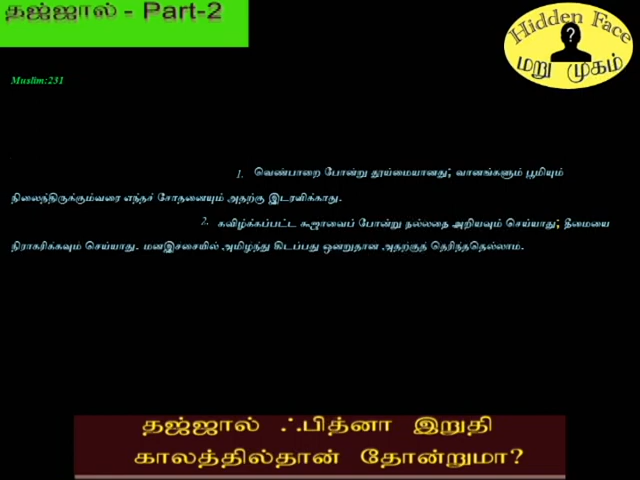 தஜ்ஜால் - Part-2
Hidden Face
?
மறு முகம்
Muslim:231
1. வெண்பாறை போன்று தூய்மையானது; வானங்களும் பூமியும்
நிலைத்திருக்கும்வரை எந்தச் சோதனையும் அதற்கு இடரளிக்காது.
2. கவிழ்க்கப்பட்ட கூஜாவைப் போன்று நல்லதை அறியவும் செய்யாது; தீமையை
நிராகரிக்கவும் செய்யாது. மனஇச்சையில் அமிழ்ந்து கிடப்பது ஒன்றுதான் அதற்குத் தெரிந்ததெல்லாம்.
தஜ்ஜால் ஃபித்னா இறுதி
காலத்தில்தான் தோன்றுமா?